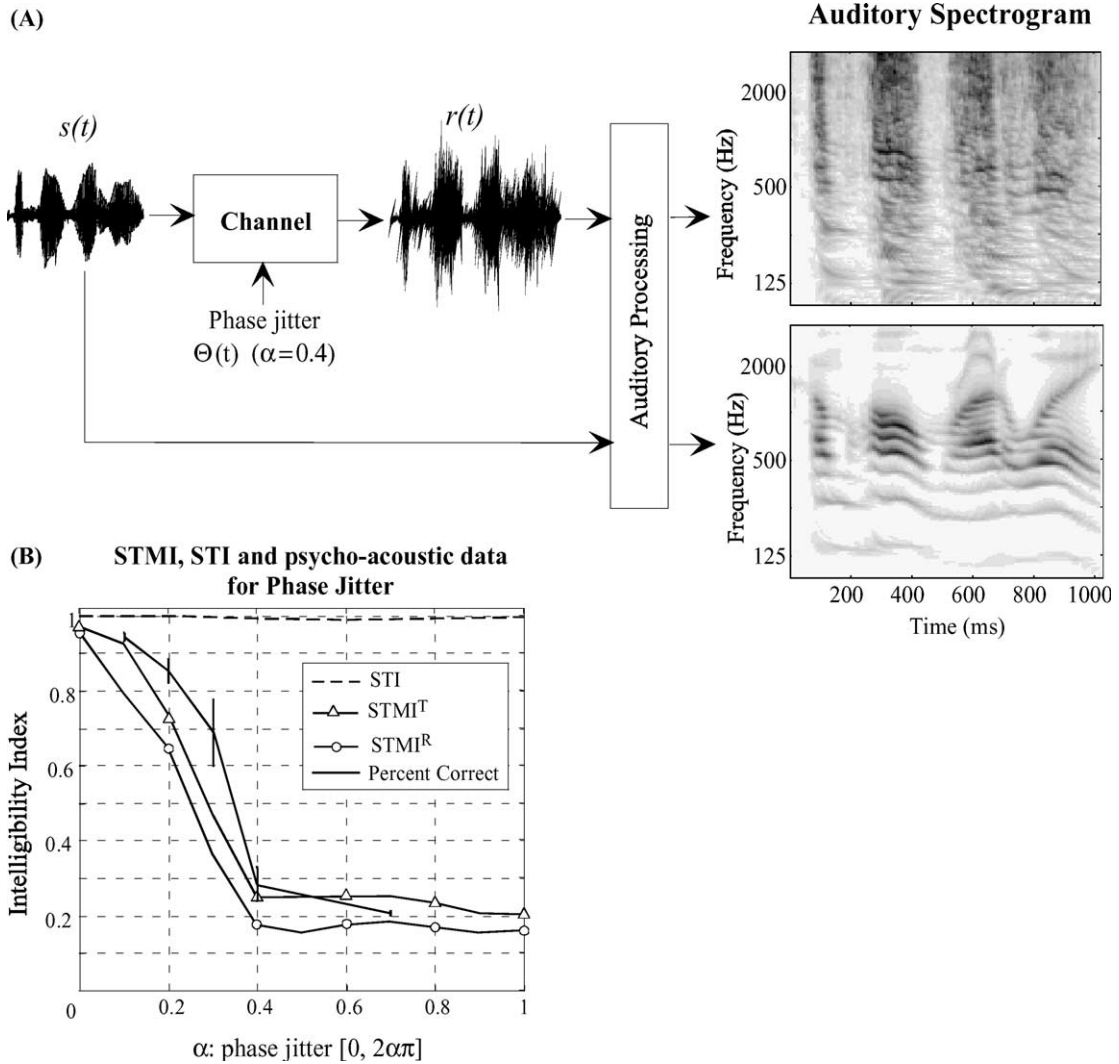 (A)
Auditory Spectrogram
s(t)
r(t)
Channel
Phase jitter
Θ(t) (α=0.4)
Auditory Processing
Frequency (Hz)
2000
500
125
Frequency (Hz)
2000
500
125
200 400 600 800 1000
Time (ms)
(B)
STMI, STI and psycho-acoustic data
for Phase Jitter
Intelligibility Index
1
0.8
0.6
0.4
0.2
0
0.2 0.4 0.6 0.8 1
STI
STMI^T
STMI^R
Percent Correct
α: phase jitter [0, 2απ]